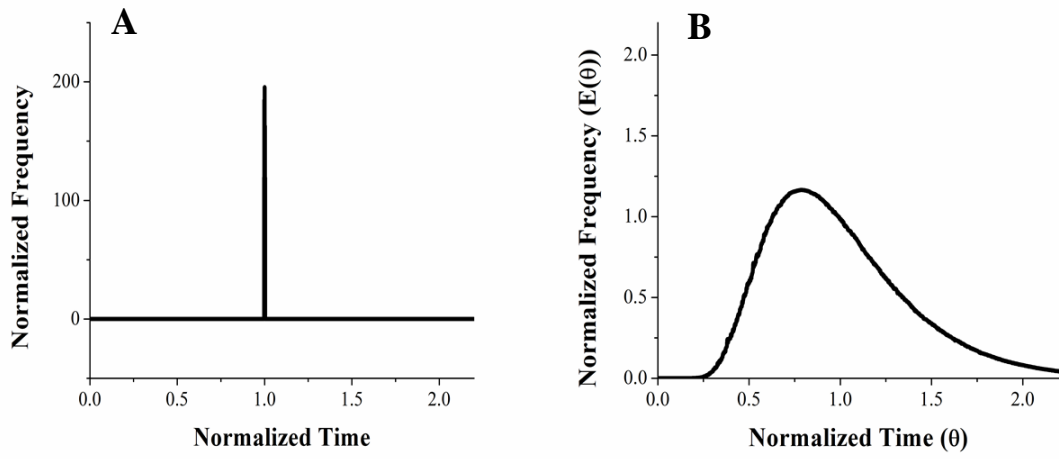 A
Normalized Frequency
200
100
0
0.0 0.5 1.0 1.5 2.0
Normalized Time
B
Normalized Frequency (E(θ))
2.0
1.5
1.0
0.5
0.0
0.0 0.5 1.0 1.5 2.0
Normalized Time (θ)